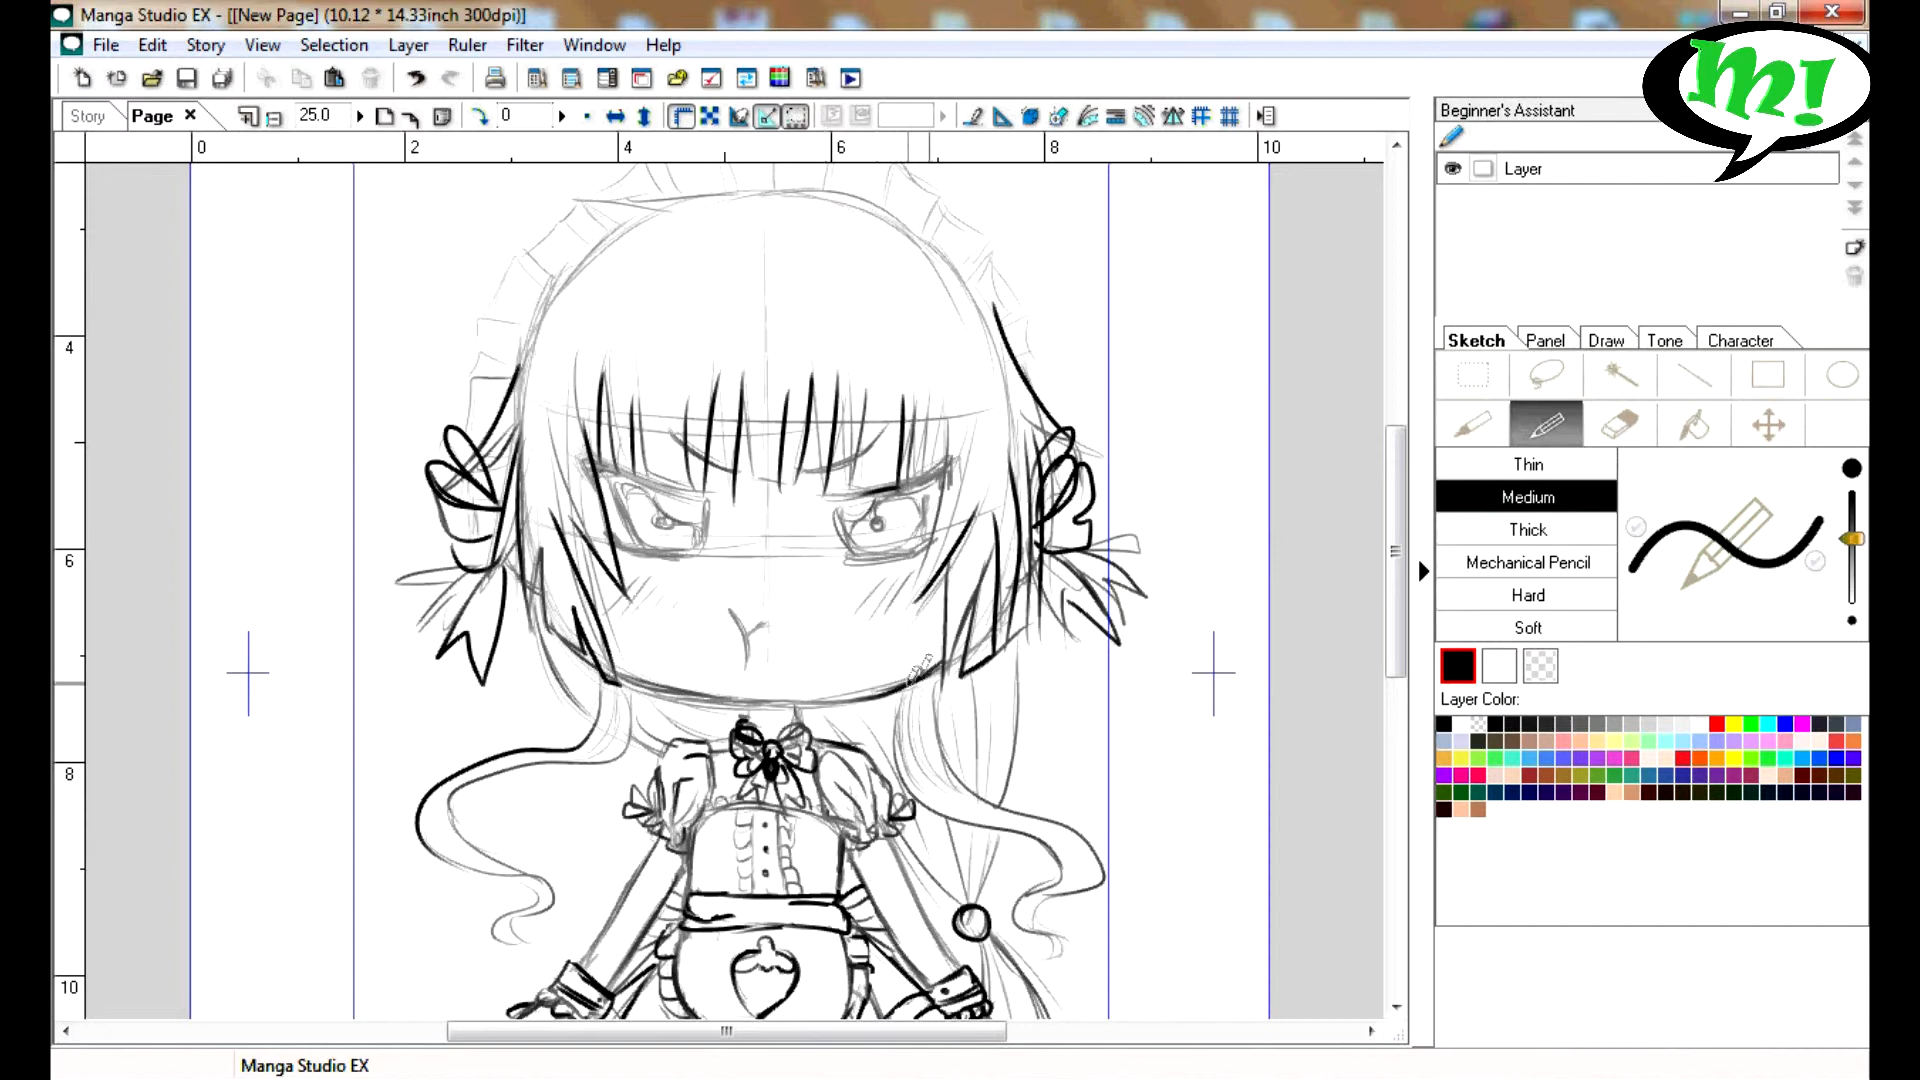 Manga Studio EX - [[New Page] (10.12 * 14.33inch 300dpi)]
File Edit Story View Selection Layer Ruler Filter Window Help
Story Page 25.0 0
M!
Beginner's Assistant
Layer
0 2 4 6 8 10
4
6
8
10
Sketch Panel Draw Tone Character
Thin
Medium
Thick
Mechanical Pencil
Hard
Soft
Layer Color:
Manga Studio EX